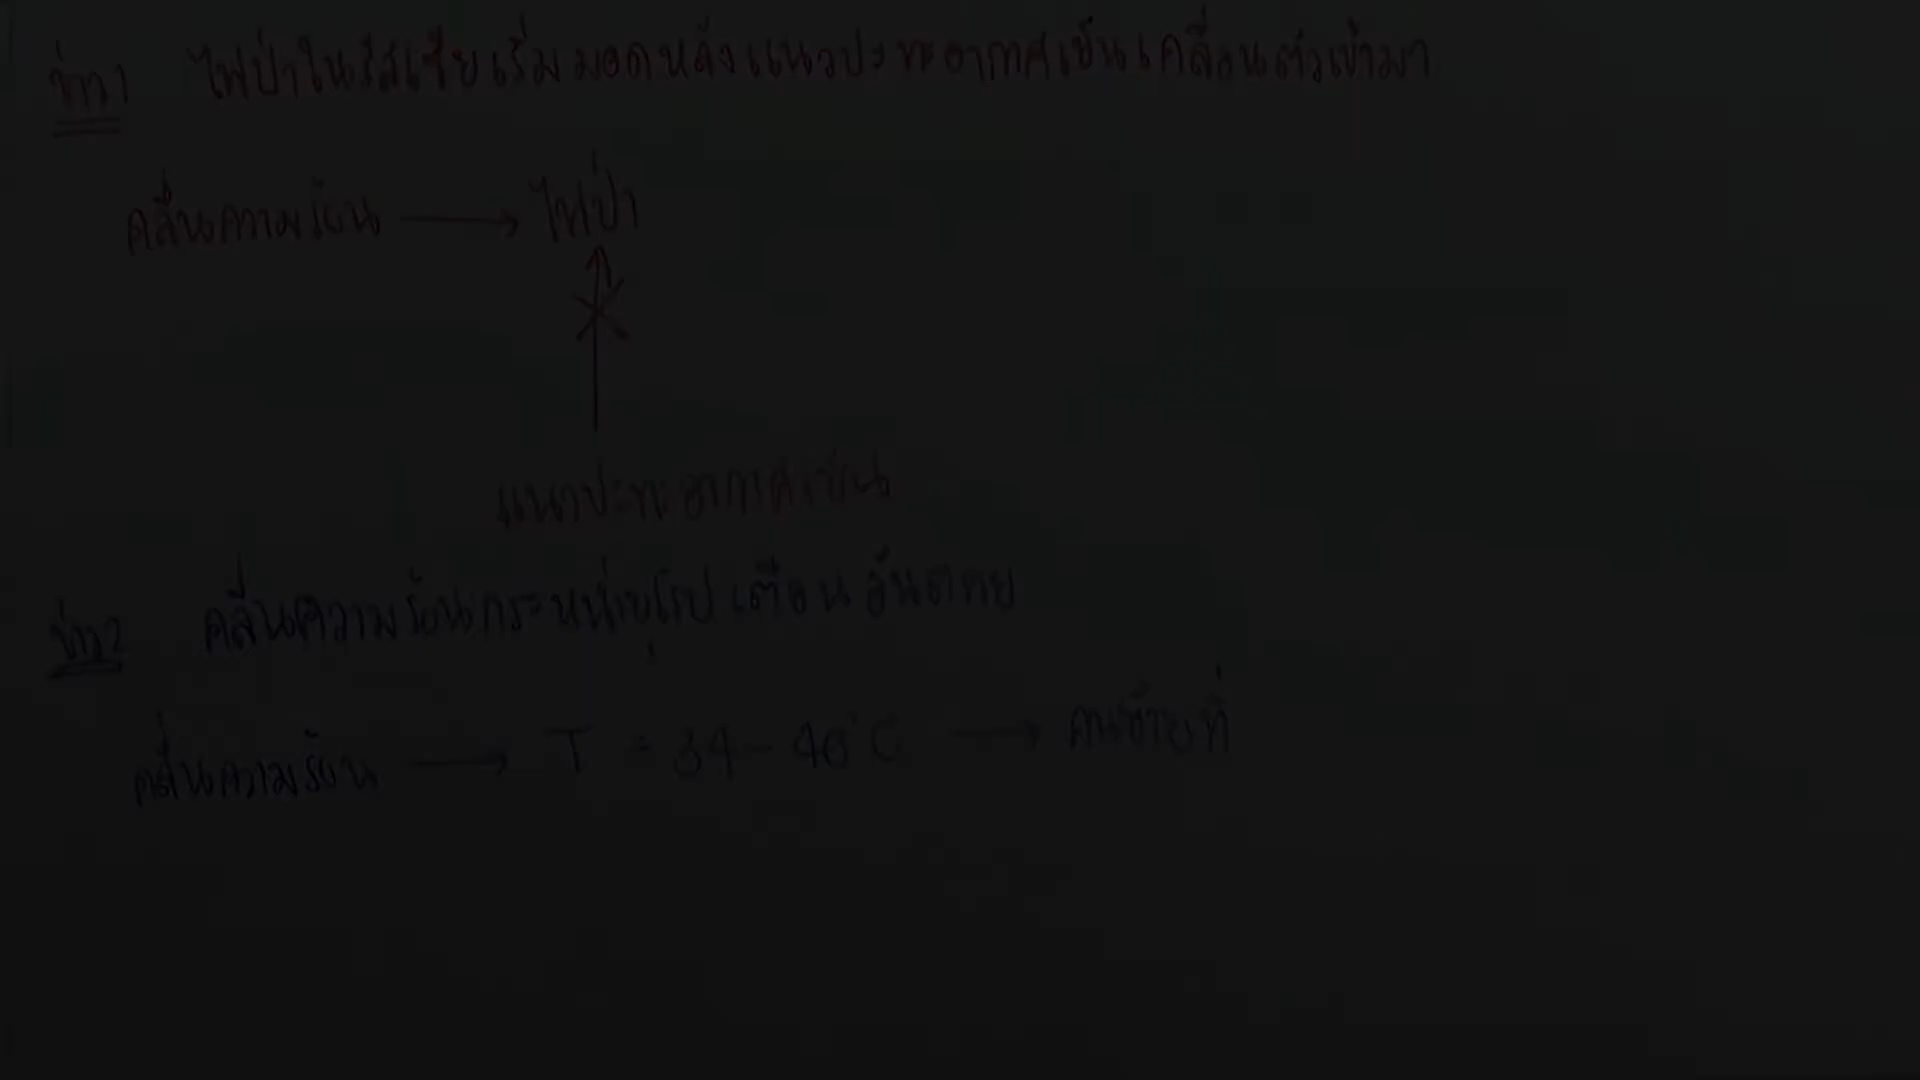 ข่าว 1 ไฟป่าในรัสเซียเริ่มมอดหลังแนวปะทะอากาศเย็นเคลื่อนตัวเข้ามา
คลื่นความร้อน → ไฟป่า
แนวปะทะอากาศเย็น
ข่าว 2 คลื่นความร้อนกระหน่ำยุโรป เตือนอันตราย
คลื่นความร้อน → T = 34 - 40°C →